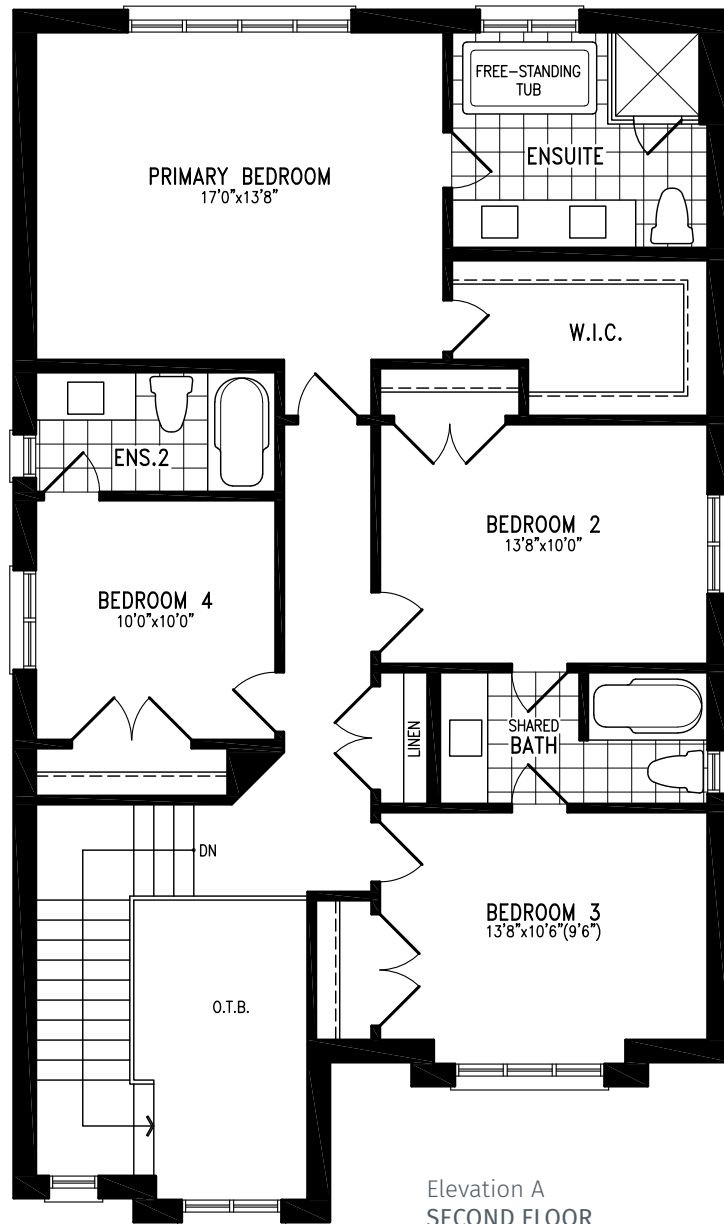 FREE-STANDING
TUB
ENSUITE
PRIMARY BEDROOM
17'0"x13'8"
W.I.C.
ENS.2
BEDROOM 2
13'8"x10'0"
BEDROOM 4
10'0"x10'0"
LINEN
SHARED
BATH
DN
BEDROOM 3
13'8"x10'6"(9'6")
O.T.B.
Elevation A
SECOND FLOOR